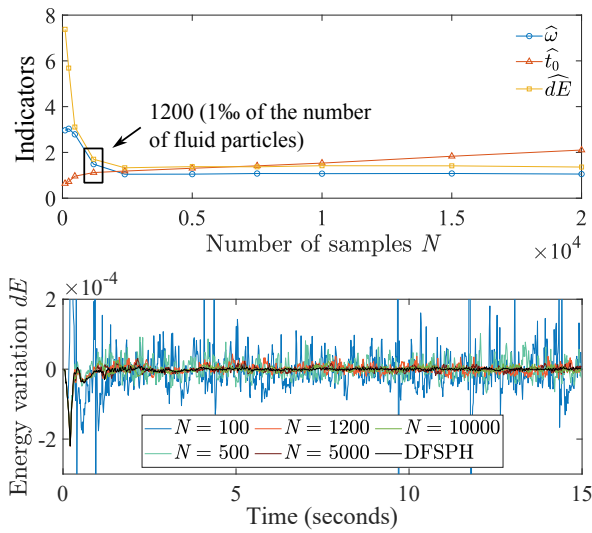 8
6
4
2
0
Indicators
ω̂
t̂₀
d̂E
1200 (1‰ of the number
of fluid particles)
0 0.5 1 1.5 2
×10⁴
Number of samples N
×10⁻⁴
2
0
-2
Energy variation dE
N = 100 N = 1200 N = 10000
N = 500 N = 5000 DFSPH
0 5 10 15
Time (seconds)